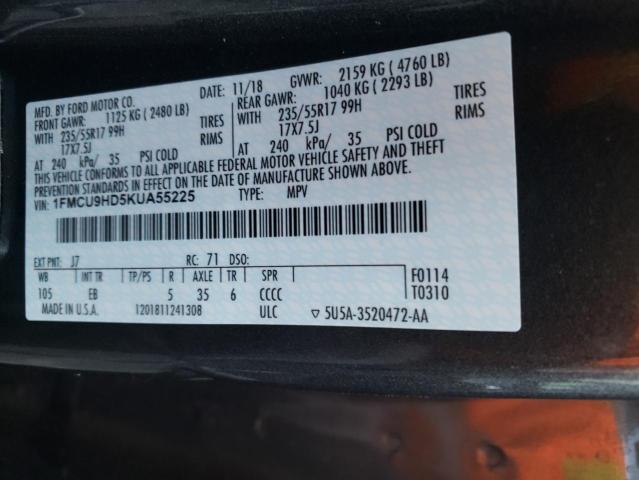 MFD. BY FORD MOTOR CO. DATE: 11/18 GVWR: 2159 KG ( 4760 LB)
FRONT GAWR: 1125 KG ( 2480 LB) REAR GAWR: 1040 KG ( 2293 LB)
WITH 235/55R17 99H TIRES WITH 235/55R17 99H TIRES
17X7.5J RIMS 17X7.5J RIMS
AT 240 kPa/ 35 PSI COLD AT 240 kPa/ 35 PSI COLD
THIS VEHICLE CONFORMS TO ALL APPLICABLE FEDERAL MOTOR VEHICLE SAFETY AND THEFT
PREVENTION STANDARDS IN EFFECT ON THE DATE OF MANUFACTURE SHOWN ABOVE.
VIN: 1FMCU9HD5KUA55225 TYPE: MPV
EXT PNT: J7 RC: 71 DSO: F0114
WB INT TR TP/PS R AXLE TR SPR T0310
105 EB 5 35 6 CCCC
MADE IN U.S.A. 1201811241308 ULC ▽ 5U5A-3520472-AA